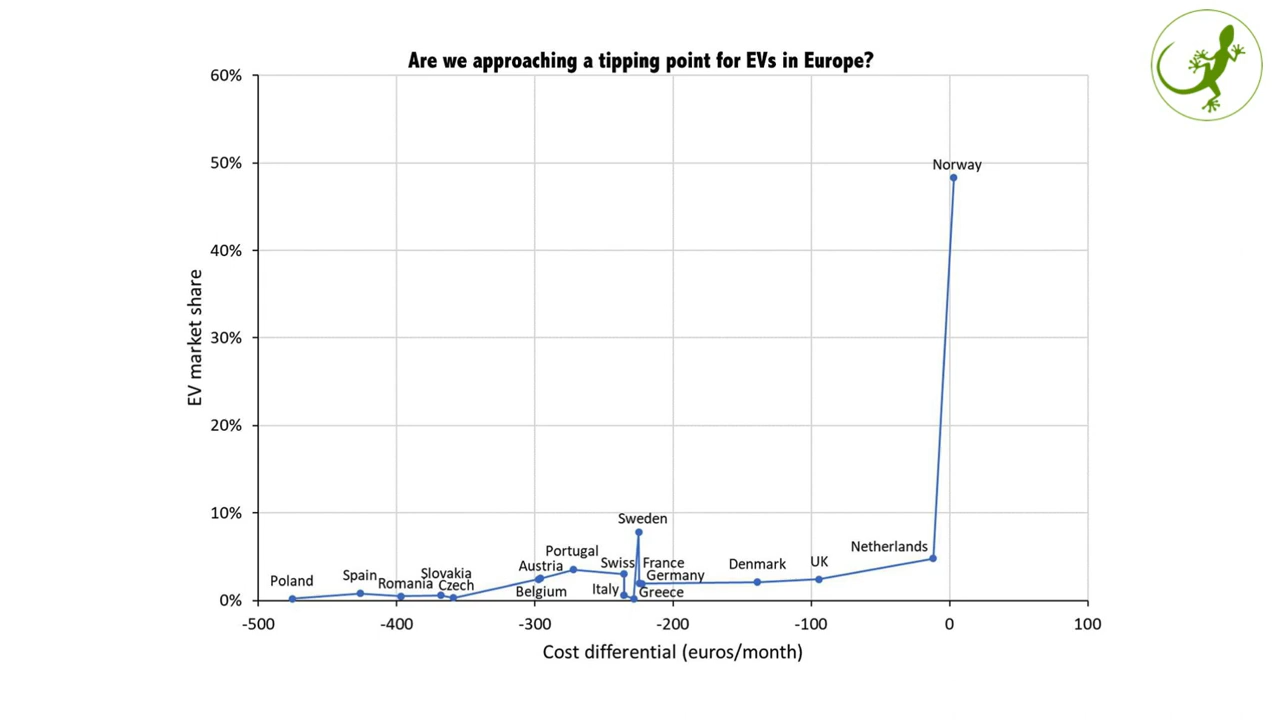 Are we approaching a tipping point for EVs in Europe?
60%
50%
40%
30%
20%
10%
0%
EV market share
Norway
Sweden
Netherlands
Portugal
UK
Swiss
France
Denmark
Austria
Slovakia
Spain
Germany
Poland
Romania
Czech
Italy
Belgium
Greece
-500
-400
-300
-200
-100
0
100
Cost differential (euros/month)